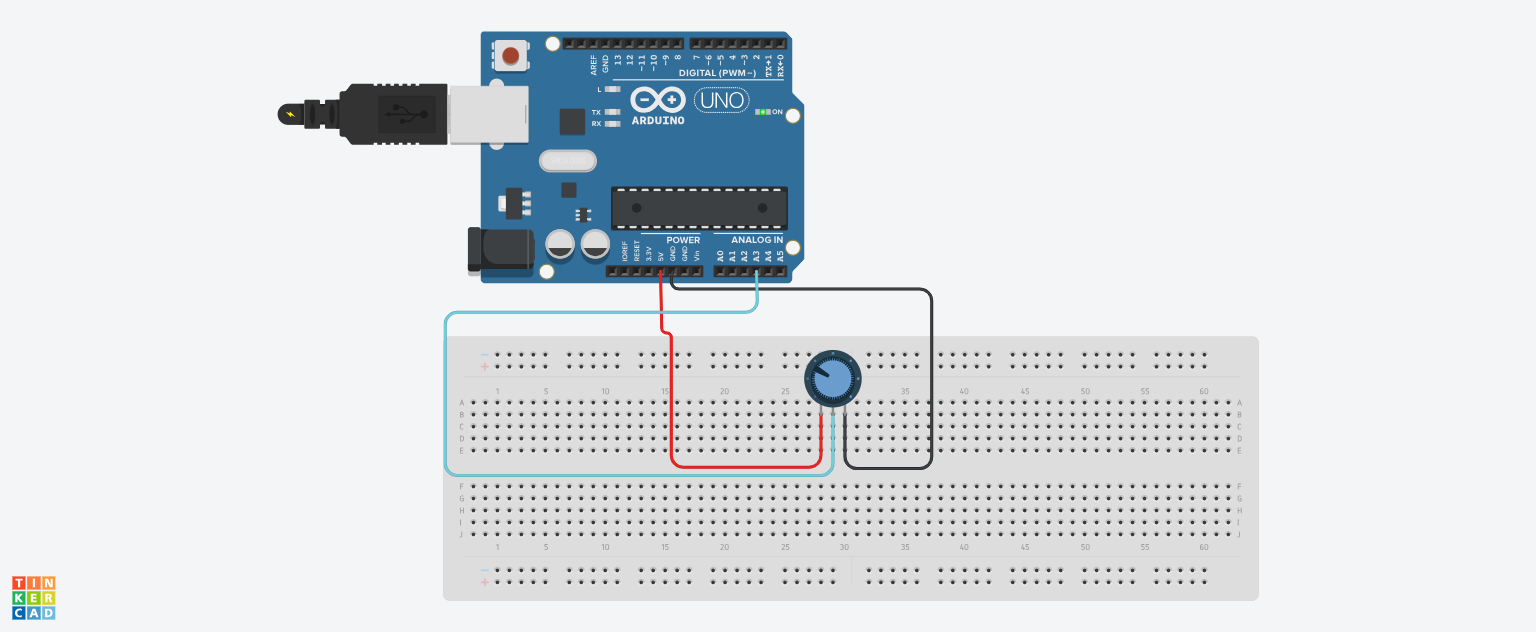 AREF GND 13 12 ~11 ~10 ~9 8 7 ~6 ~5 4 ~3 2 TX→1 RX←0
DIGITAL (PWM~)
L
TX
RX
ARDUINO
UNO
ON
POWER
ANALOG IN
IOREF RESET 3.3V 5V GND GND Vin A0 A1 A2 A3 A4 A5
−
+
1 5 10 15 20 25 35 40 45 50 55 60
A A
B B
C C
D D
E E
F F
G G
H H
I I
J J
1 5 10 15 20 25 30 35 40 45 50 55 60
−
+
TIN
KER
CAD